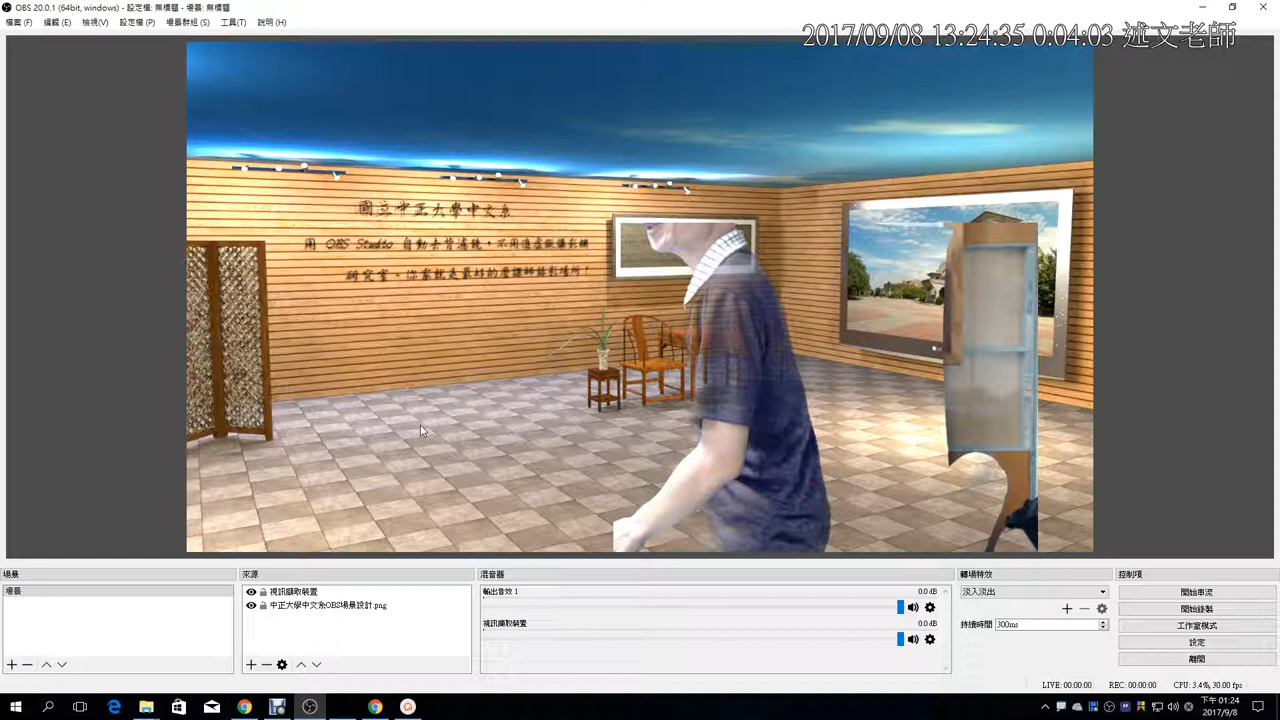 OBS 20.0.1 (64bit, windows) - 設定檔: 無標題 - 場景: 無標題
檔案 (F) 編輯 (E) 檢視(V) 設定檔 (P) 場景群組 (S) 工具(T) 說明 (H)
2017/09/08 13:24:35 0:04:03 述文老師
國立中正大學中文系
用 OBS Studio 自動去背濾鏡，不用進虛擬攝影棚
研究室、你家就是最好的磨課師錄影場所！
場景
場景
來源
視訊擷取裝置
中正大學中文系OBS場景設計.png
混音器
輸出音效 1 0.0 dB
視訊擷取裝置 0.0 dB
轉場特效
淡入淡出
持續時間 300ms
控制項
開始串流
開始錄製
工作室模式
設定
離開
LIVE: 00:00:00 REC: 00:00:00 CPU: 3.4%, 30.00 fps
下午 01:24
2017/9/8